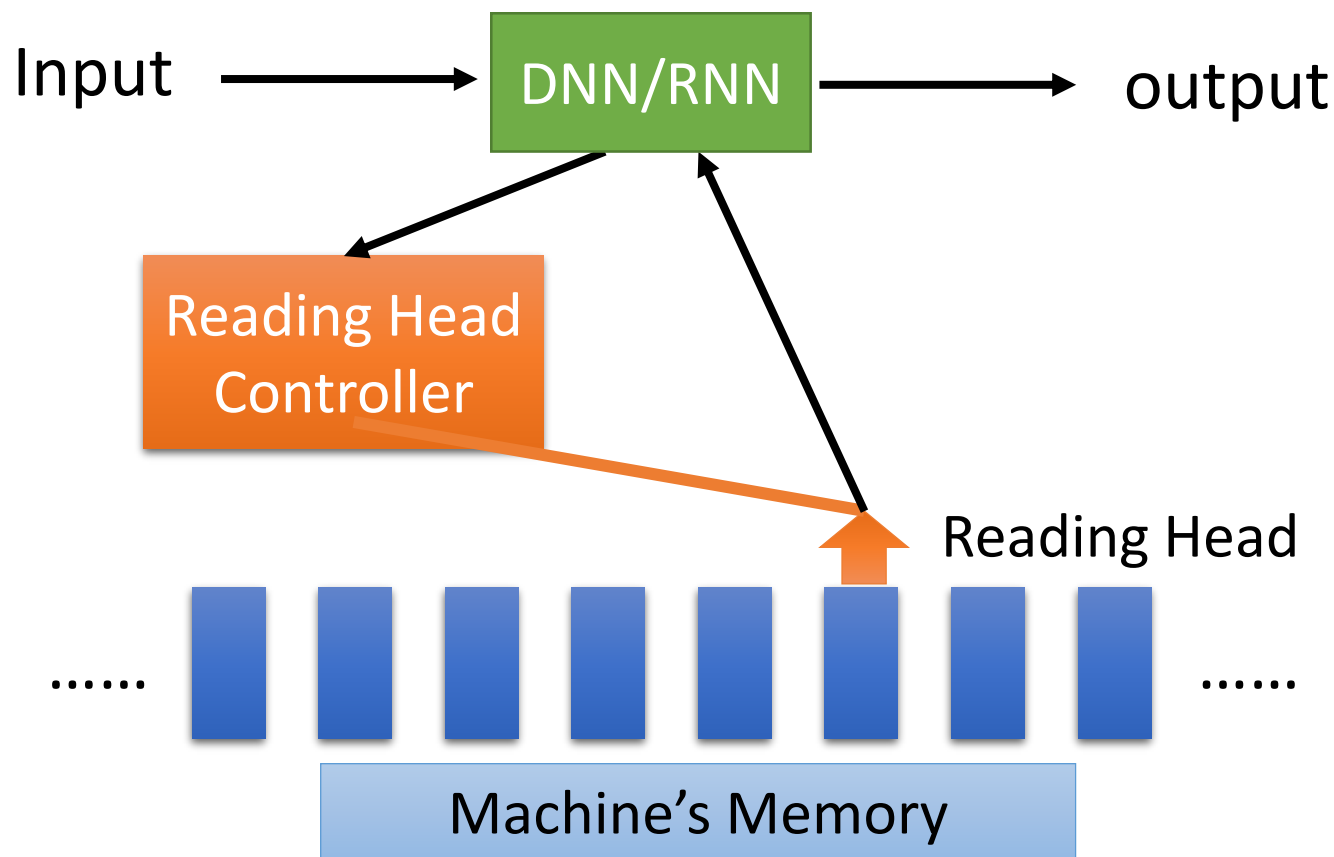 Input
DNN/RNN
output
Reading Head
Controller
Reading Head
……
……
Machine’s Memory